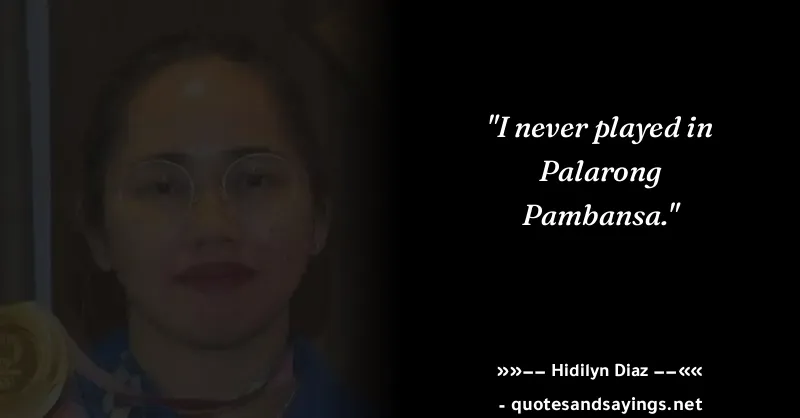 "I never played in
Palarong
Pambansa."
»»−− Hidilyn Diaz −−««
- quotesandsayings.net